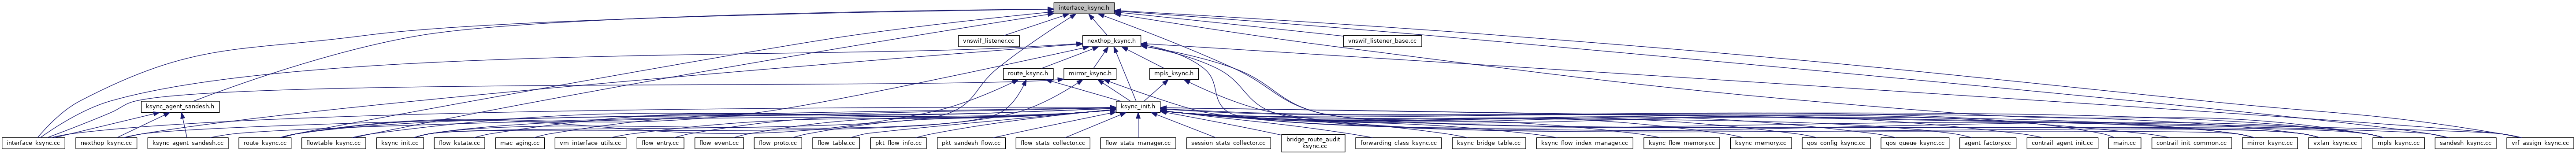 interface_ksync.h
vnswif_listener.cc
nexthop_ksync.h
vnswif_listener_base.cc
route_ksync.h
mirror_ksync.h
mpls_ksync.h
ksync_agent_sandesh.h
ksync_init.h
interface_ksync.cc
nexthop_ksync.cc
ksync_agent_sandesh.cc
route_ksync.cc
flowtable_ksync.cc
ksync_init.cc
flow_kstate.cc
mac_aging.cc
vm_interface_utils.cc
flow_entry.cc
flow_event.cc
flow_proto.cc
flow_table.cc
pkt_flow_info.cc
pkt_sandesh_flow.cc
flow_stats_collector.cc
flow_stats_manager.cc
session_stats_collector.cc
bridge_route_audit
_ksync.cc
forwarding_class_ksync.cc
ksync_bridge_table.cc
ksync_flow_index_manager.cc
ksync_flow_memory.cc
ksync_memory.cc
qos_config_ksync.cc
qos_queue_ksync.cc
agent_factory.cc
contrail_agent_init.cc
main.cc
contrail_init_common.cc
mirror_ksync.cc
vxlan_ksync.cc
mpls_ksync.cc
sandesh_ksync.cc
vrf_assign_ksync.cc